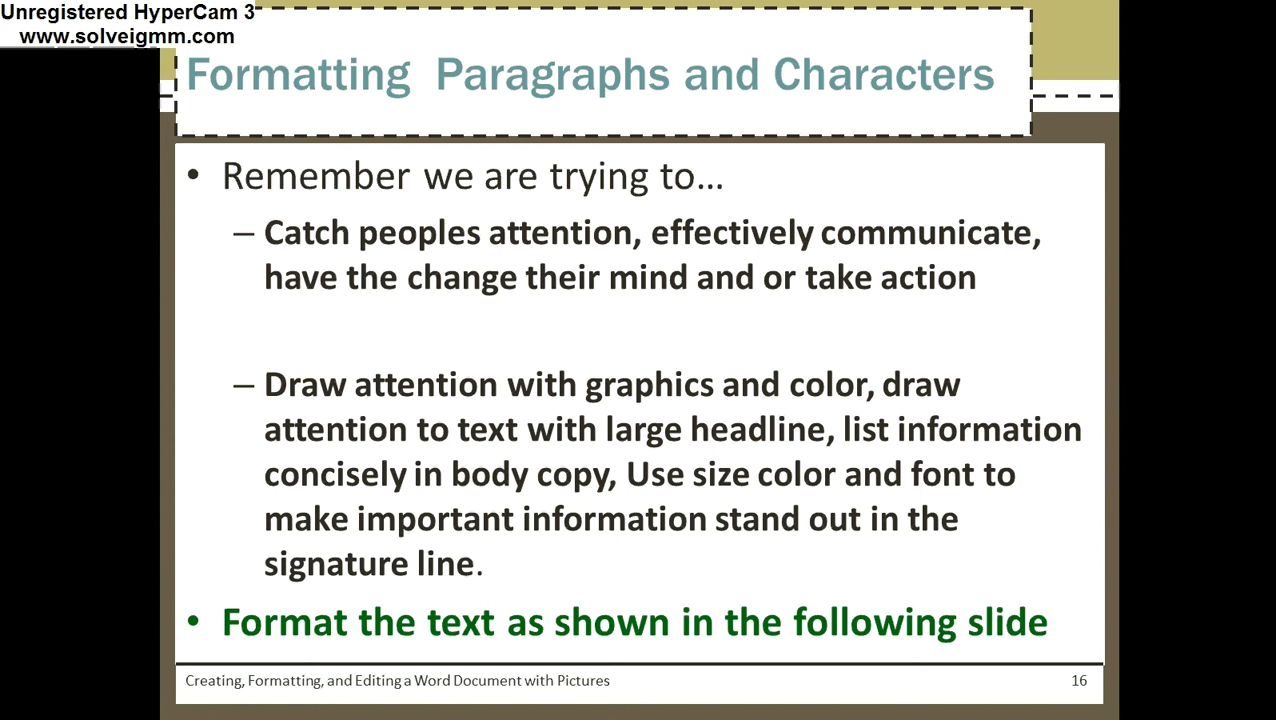 Unregistered HyperCam 3
www.solveigmm.com
Formatting Paragraphs and Characters
• Remember we are trying to…
– Catch peoples attention, effectively communicate,
have the change their mind and or take action
– Draw attention with graphics and color, draw
attention to text with large headline, list information
concisely in body copy, Use size color and font to
make important information stand out in the
signature line.
• Format the text as shown in the following slide
Creating, Formatting, and Editing a Word Document with Pictures 16